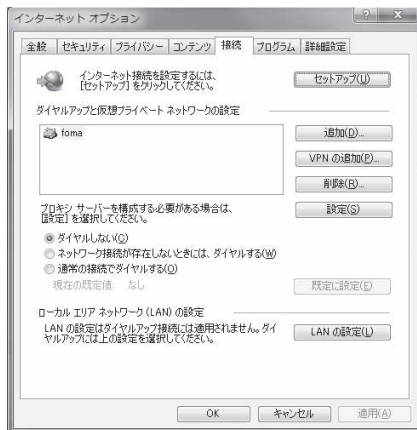 インターネット オプション
全般 セキュリティ プライバシー コンテンツ 接続 プログラム 詳細設定
インターネット接続を設定するには、
[セットアップ] をクリックしてください。
セットアップ(U)
ダイヤルアップと仮想プライベート ネットワークの設定
foma
追加(D)...
VPN の追加(P)...
削除(R)...
プロキシ サーバーを構成する必要がある場合は、
[設定] を選択してください。
設定(S)
ダイヤルしない(C)
ネットワーク接続が存在しないときには、ダイヤルする(W)
通常の接続でダイヤルする(O)
現在の既定値: なし
既定に設定(E)
ローカル エリア ネットワーク (LAN) の設定
LAN の設定はダイヤルアップ接続には適用されません。ダイ
ヤルアップには上の設定を選択してください。
LAN の設定(L)
OK キャンセル 適用(A)